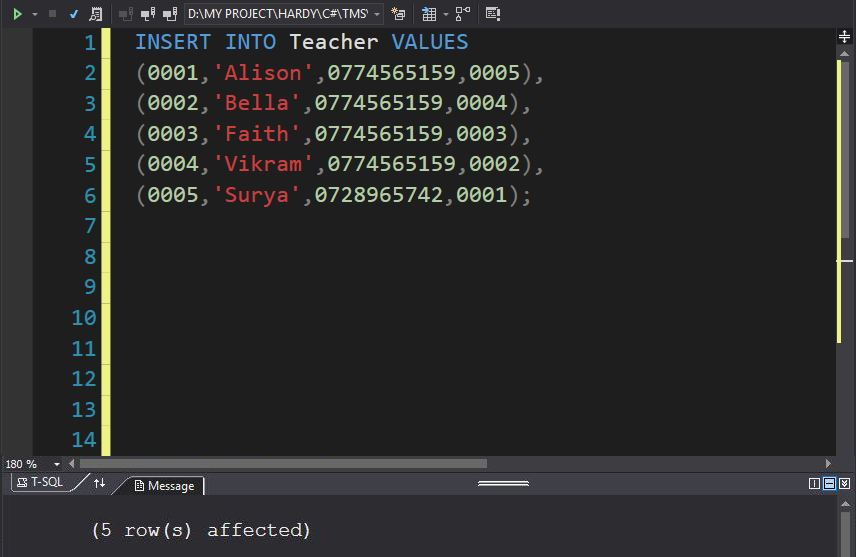 D:\MY PROJECT\HARDY\C#\TMS\
1 INSERT INTO Teacher VALUES
2 (0001,'Alison',0774565159,0005),
3 (0002,'Bella',0774565159,0004),
4 (0003,'Faith',0774565159,0003),
5 (0004,'Vikram',0774565159,0002),
6 (0005,'Surya',0728965742,0001);
7
8
9
10
11
12
13
14
180 %
T-SQL Message
(5 row(s) affected)